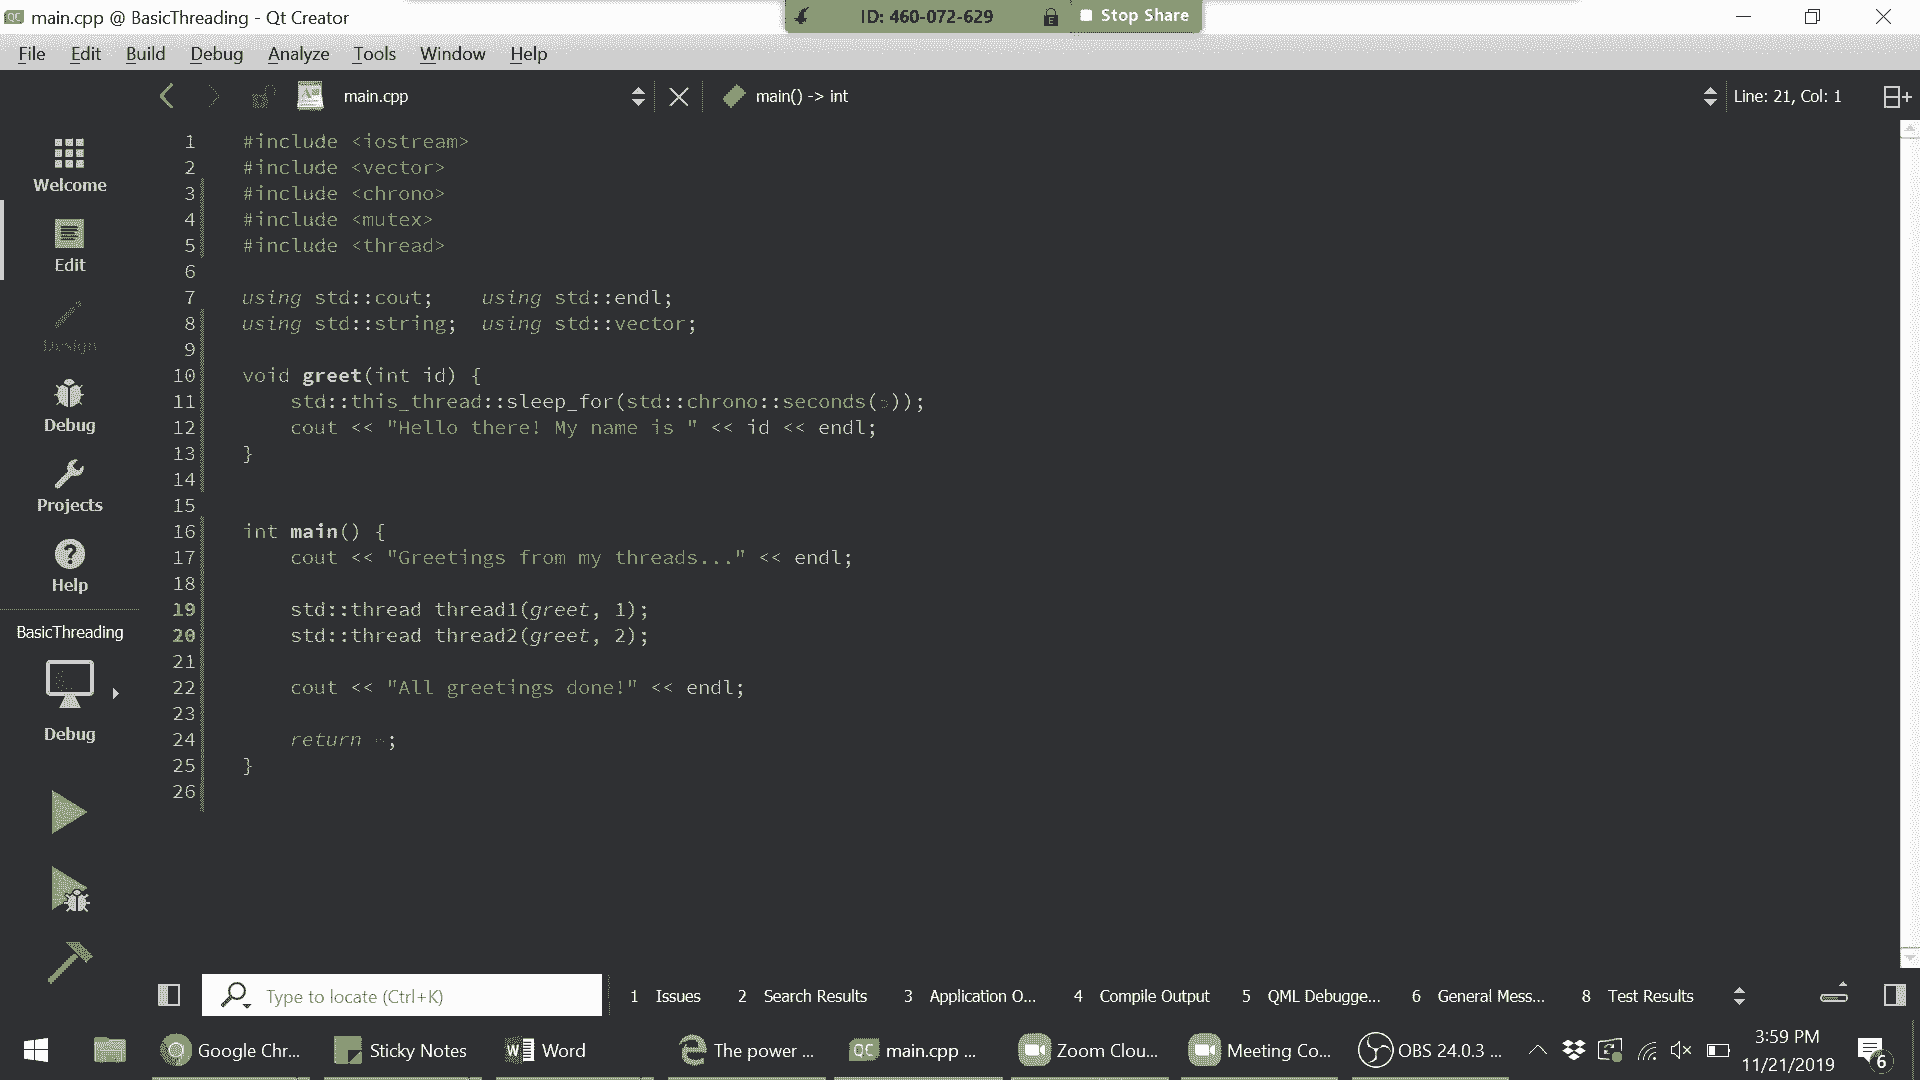 main.cpp @ BasicThreading - Qt Creator
ID: 460-072-629
Stop Share
File Edit Build Debug Analyze Tools Window Help
main.cpp
main() -> int
Line: 21, Col: 1
Welcome
Edit
Design
Debug
Projects
Help
BasicThreading
Debug
1 #include <iostream>
2 #include <vector>
3 #include <chrono>
4 #include <mutex>
5 #include <thread>
6
7 using std::cout; using std::endl;
8 using std::string; using std::vector;
9
10 void greet(int id) {
11 std::this_thread::sleep_for(std::chrono::seconds( ));
12 cout << "Hello there! My name is " << id << endl;
13 }
14
15
16 int main() {
17 cout << "Greetings from my threads..." << endl;
18
19 std::thread thread1(greet, 1);
20 std::thread thread2(greet, 2);
21
22 cout << "All greetings done!" << endl;
23
24 return ;
25 }
26
Type to locate (Ctrl+K)
1 Issues 2 Search Results 3 Application O... 4 Compile Output 5 QML Debugge... 6 General Mess... 8 Test Results
Google Chr... Sticky Notes Word The power ... main.cpp ... Zoom Clou... Meeting Co... OBS 24.0.3 ...
3:59 PM
11/21/2019
6